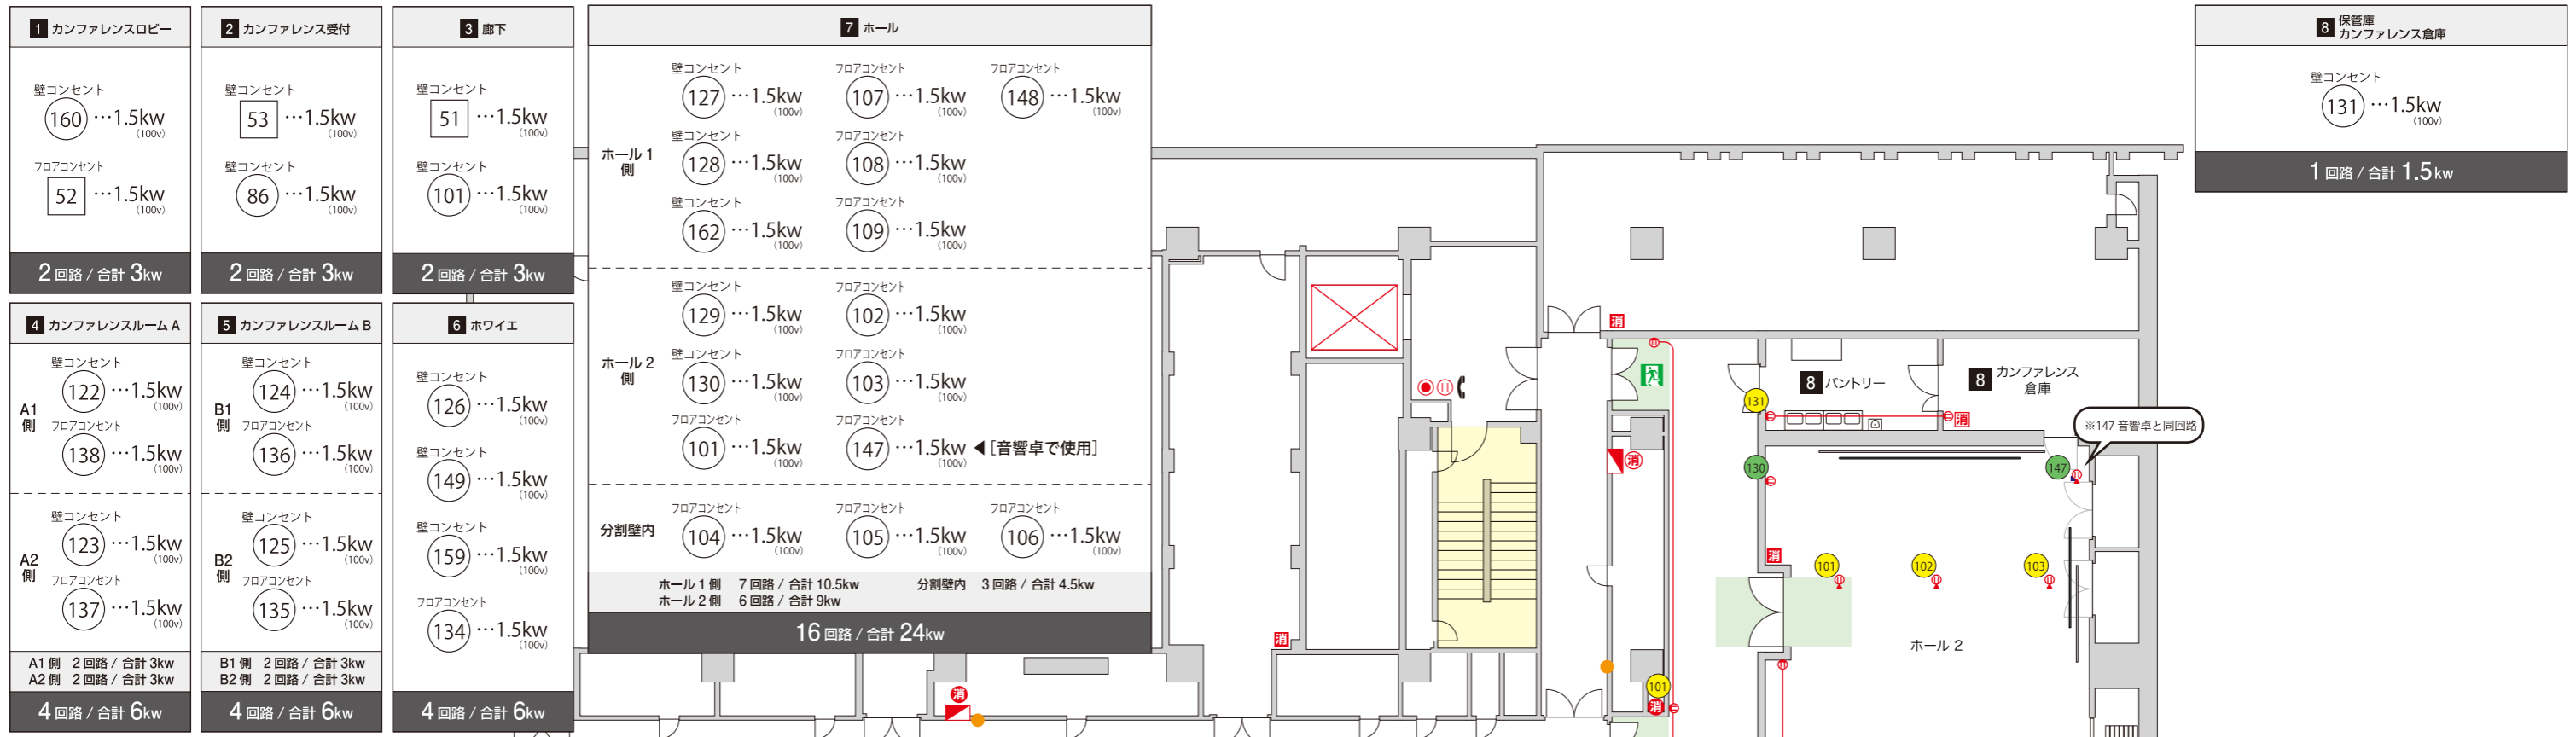 1 カンファレンスロビー
壁コンセント
160 …1.5kw
(100v)
フロアコンセント
52 …1.5kw
(100v)
2 回路 / 合計 3kw
2 カンファレンス受付
壁コンセント
53 …1.5kw
(100v)
壁コンセント
86 …1.5kw
(100v)
2 回路 / 合計 3kw
3 廊下
壁コンセント
51 …1.5kw
(100v)
壁コンセント
101 …1.5kw
(100v)
2 回路 / 合計 3kw
4 カンファレンスルーム A
A1
側
壁コンセント
122 …1.5kw
(100v)
フロアコンセント
138 …1.5kw
(100v)
A2
側
壁コンセント
123 …1.5kw
(100v)
フロアコンセント
137 …1.5kw
(100v)
A1 側 2 回路 / 合計 3kw
A2 側 2 回路 / 合計 3kw
4 回路 / 合計 6kw
5 カンファレンスルーム B
B1
側
壁コンセント
124 …1.5kw
(100v)
フロアコンセント
136 …1.5kw
(100v)
B2
側
壁コンセント
125 …1.5kw
(100v)
フロアコンセント
135 …1.5kw
(100v)
B1 側 2 回路 / 合計 3kw
B2 側 2 回路 / 合計 3kw
4 回路 / 合計 6kw
6 ホワイエ
壁コンセント
126 …1.5kw
(100v)
壁コンセント
149 …1.5kw
(100v)
壁コンセント
159 …1.5kw
(100v)
フロアコンセント
134 …1.5kw
(100v)
4 回路 / 合計 6kw
7 ホール
ホール 1
側
壁コンセント フロアコンセント フロアコンセント
127 …1.5kw 107 …1.5kw 148 …1.5kw
(100v) (100v) (100v)
壁コンセント フロアコンセント
128 …1.5kw 108 …1.5kw
(100v) (100v)
壁コンセント フロアコンセント
162 …1.5kw 109 …1.5kw
(100v) (100v)
ホール 2
側
壁コンセント フロアコンセント
129 …1.5kw 102 …1.5kw
(100v) (100v)
壁コンセント フロアコンセント
130 …1.5kw 103 …1.5kw
(100v) (100v)
フロアコンセント フロアコンセント
101 …1.5kw 147 …1.5kw ◀[音響卓で使用]
(100v) (100v)
分割壁内
フロアコンセント フロアコンセント フロアコンセント
104 …1.5kw 105 …1.5kw 106 …1.5kw
(100v) (100v) (100v)
ホール 1 側 7 回路 / 合計 10.5kw 分割壁内 3 回路 / 合計 4.5kw
ホール 2 側 6 回路 / 合計 9kw
16 回路 / 合計 24kw
8 保管庫
カンファレンス倉庫
壁コンセント
131 …1.5kw
(100v)
1 回路 / 合計 1.5kw
消
8 パントリー
8 カンファレンス
倉庫
131
消
※147 音響卓と同回路
消
130
147
消
101
102
103
消
ホール 2
消
101
消